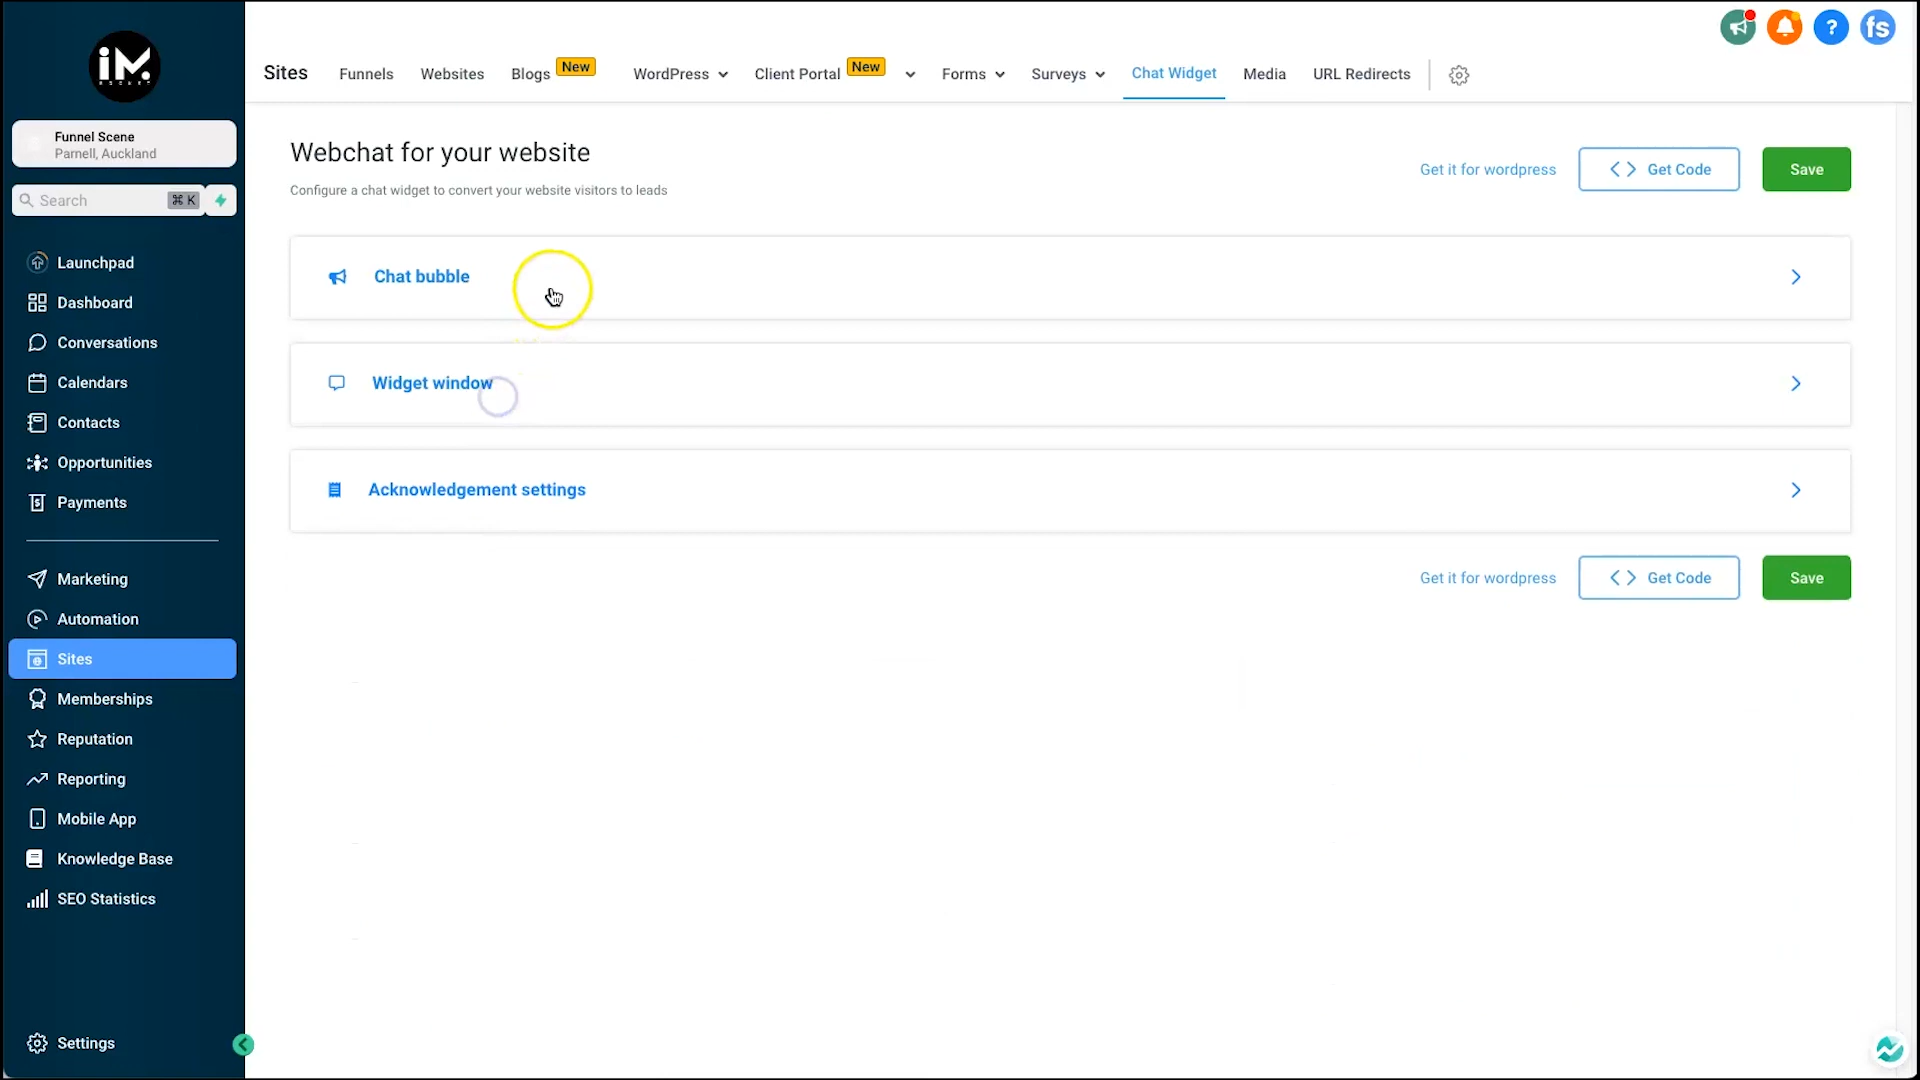 iM
Funnel Scene
Parnell, Auckland
Search
⌘ K
Launchpad
Dashboard
Conversations
Calendars
Contacts
Opportunities
Payments
Marketing
Automation
Sites
Memberships
Reputation
Reporting
Mobile App
Knowledge Base
SEO Statistics
Settings
? fs
Sites Funnels Websites Blogs New WordPress Client Portal New Forms Surveys Chat Widget Media URL Redirects
Webchat for your website
Configure a chat widget to convert your website visitors to leads
Get it for wordpress <> Get Code Save
Chat bubble
Widget window
Acknowledgement settings
Get it for wordpress <> Get Code Save